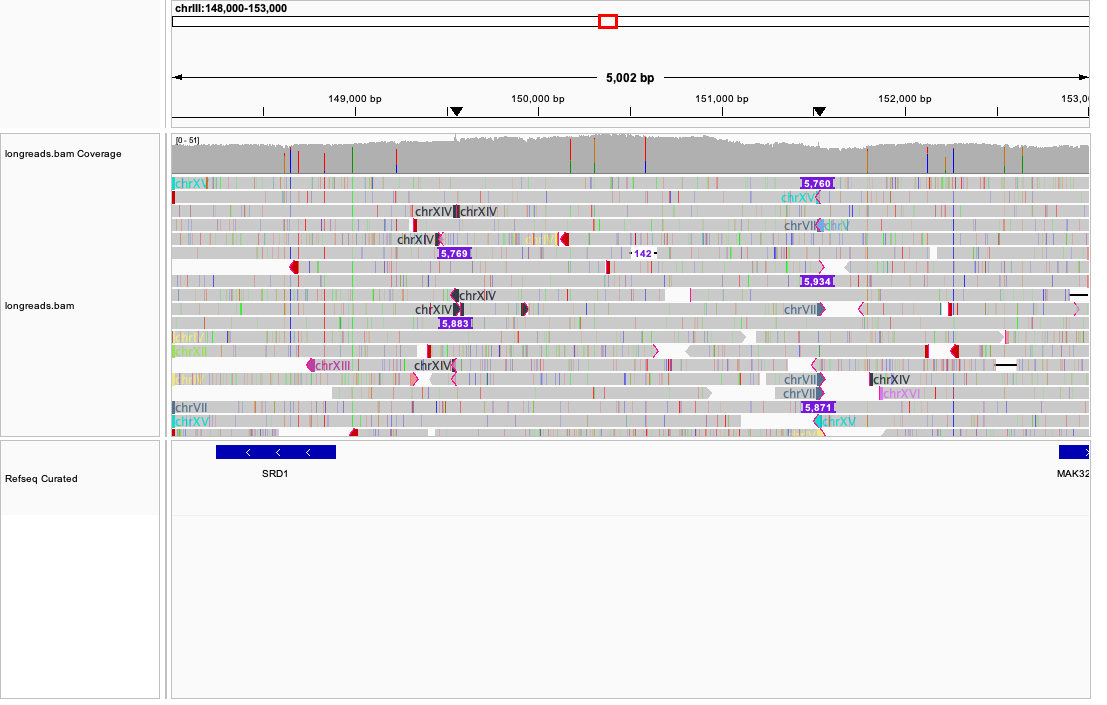 chrIII:148,000-153,000
5,002 bp
149,000 bp 150,000 bp 151,000 bp 152,000 bp 153,0
longreads.bam Coverage
[0 - 51]
chrXV 5,760
chrXV
chrXIV chrXIV
chrVII chrV
chrXIV
5,769 142
5,934
chrXIV
longreads.bam
chrXIV chrVII
5,883
chrXII
chrXIII chrXIV
chrVII chrXIV
chrVII chrXVI
chrVII 5,871
chrXV chrXV
Refseq Curated
SRD1 MAK32